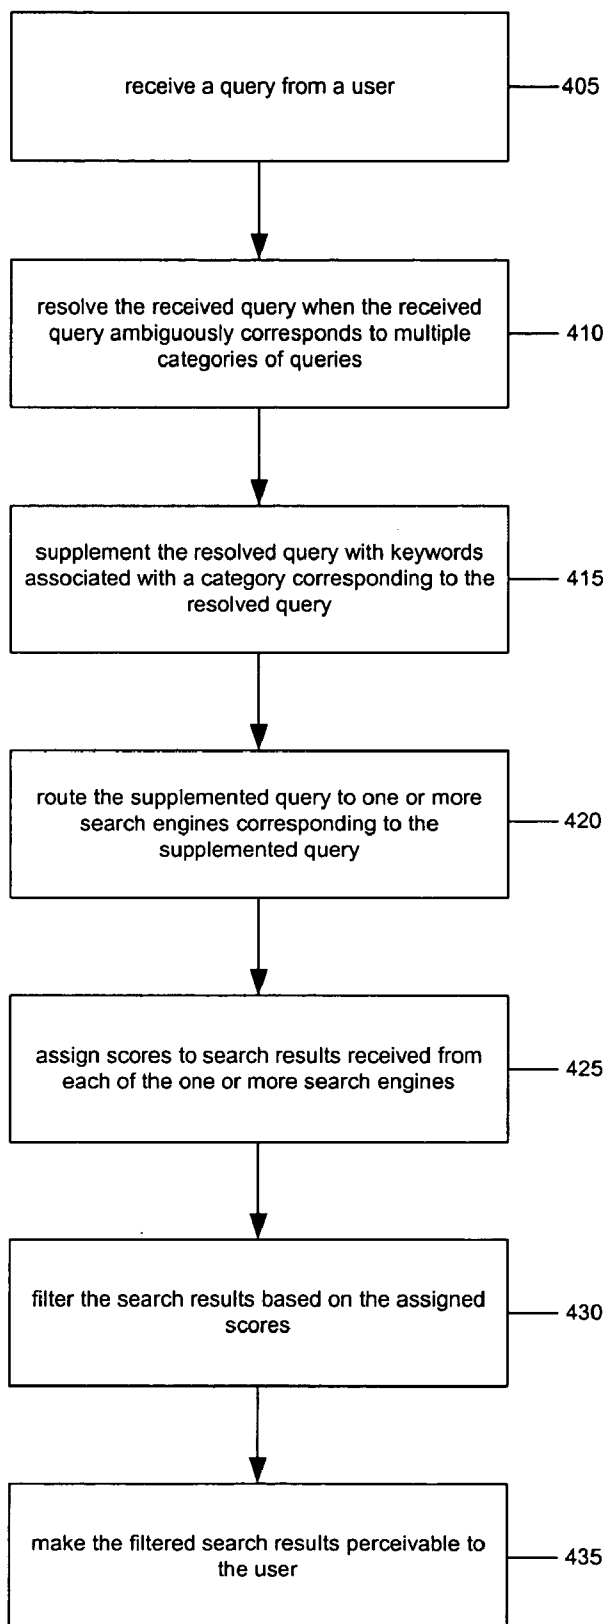 receive a query from a user
405
resolve the received query when the received
query ambiguously corresponds to multiple
categories of queries
410
supplement the resolved query with keywords
associated with a category corresponding to the
resolved query
415
route the supplemented query to one or more
search engines corresponding to the
supplemented query
420
assign scores to search results received from
each of the one or more search engines
425
filter the search results based on the assigned
scores
430
make the filtered search results perceivable to
the user
435